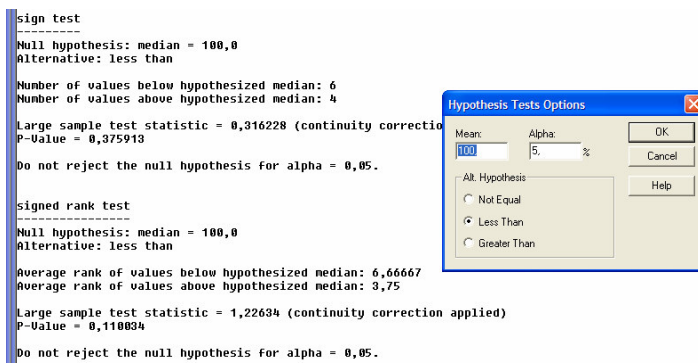 sign test
---------
Null hypothesis: median = 100,0
Alternative: less than
Number of values below hypothesized median: 6
Number of values above hypothesized median: 4
Large sample test statistic = 0,316228 (continuity correctio
P-Value = 0,375913
Do not reject the null hypothesis for alpha = 0,05.
signed rank test
----------------
Null hypothesis: median = 100,0
Alternative: less than
Average rank of values below hypothesized median: 6,66667
Average rank of values above hypothesized median: 3,75
Large sample test statistic = 1,22634 (continuity correction applied)
P-Value = 0,110034
Do not reject the null hypothesis for alpha = 0,05.
Hypothesis Tests Options
Mean: Alpha:
100, 5, %
Alt. Hypothesis
Not Equal
Less Than
Greater Than
OK
Cancel
Help